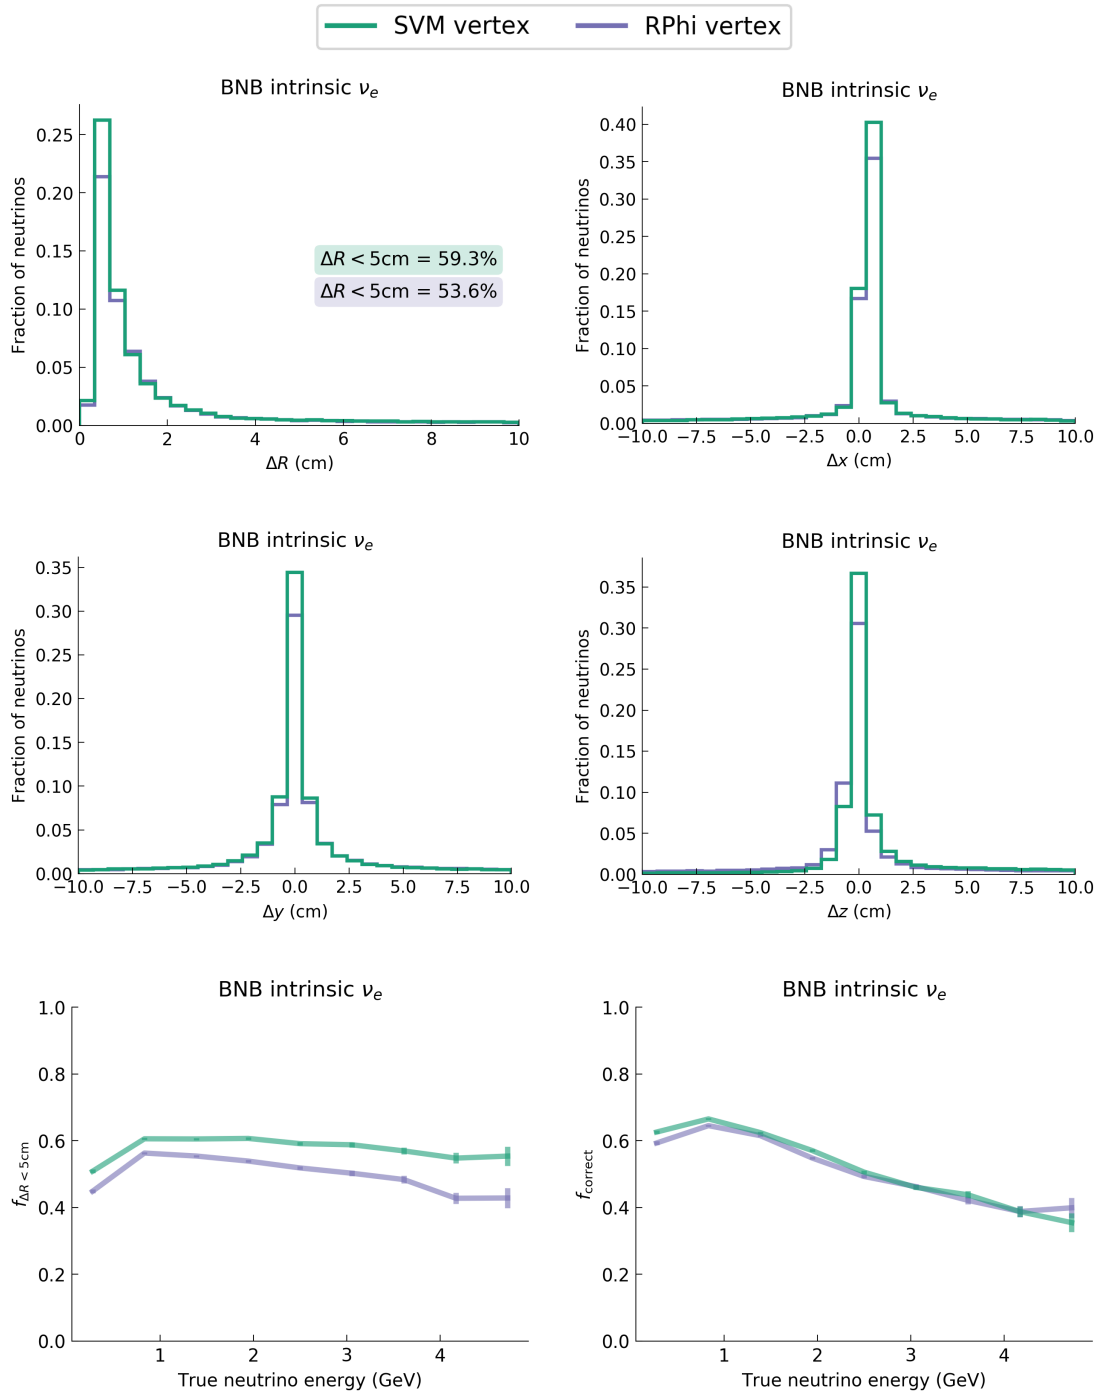 SVM vertex RPhi vertex
BNB intrinsic νₑ
Fraction of neutrinos
0.25
0.20
0.15
0.10
0.05
0.00
ΔR < 5cm = 59.3%
ΔR < 5cm = 53.6%
0 2 4 6 8 10
ΔR (cm)
BNB intrinsic νₑ
Fraction of neutrinos
0.40
0.35
0.30
0.25
0.20
0.15
0.10
0.05
0.00
−10.0 −7.5 −5.0 −2.5 0.0 2.5 5.0 7.5 10.0
Δx (cm)
BNB intrinsic νₑ
Fraction of neutrinos
0.35
0.30
0.25
0.20
0.15
0.10
0.05
0.00
−10.0 −7.5 −5.0 −2.5 0.0 2.5 5.0 7.5 10.0
Δy (cm)
BNB intrinsic νₑ
Fraction of neutrinos
0.35
0.30
0.25
0.20
0.15
0.10
0.05
0.00
−10.0 −7.5 −5.0 −2.5 0.0 2.5 5.0 7.5 10.0
Δz (cm)
BNB intrinsic νₑ
f ΔR < 5cm
1.0
0.8
0.6
0.4
0.2
0.0
1 2 3 4
True neutrino energy (GeV)
BNB intrinsic νₑ
f correct
1.0
0.8
0.6
0.4
0.2
0.0
1 2 3 4
True neutrino energy (GeV)